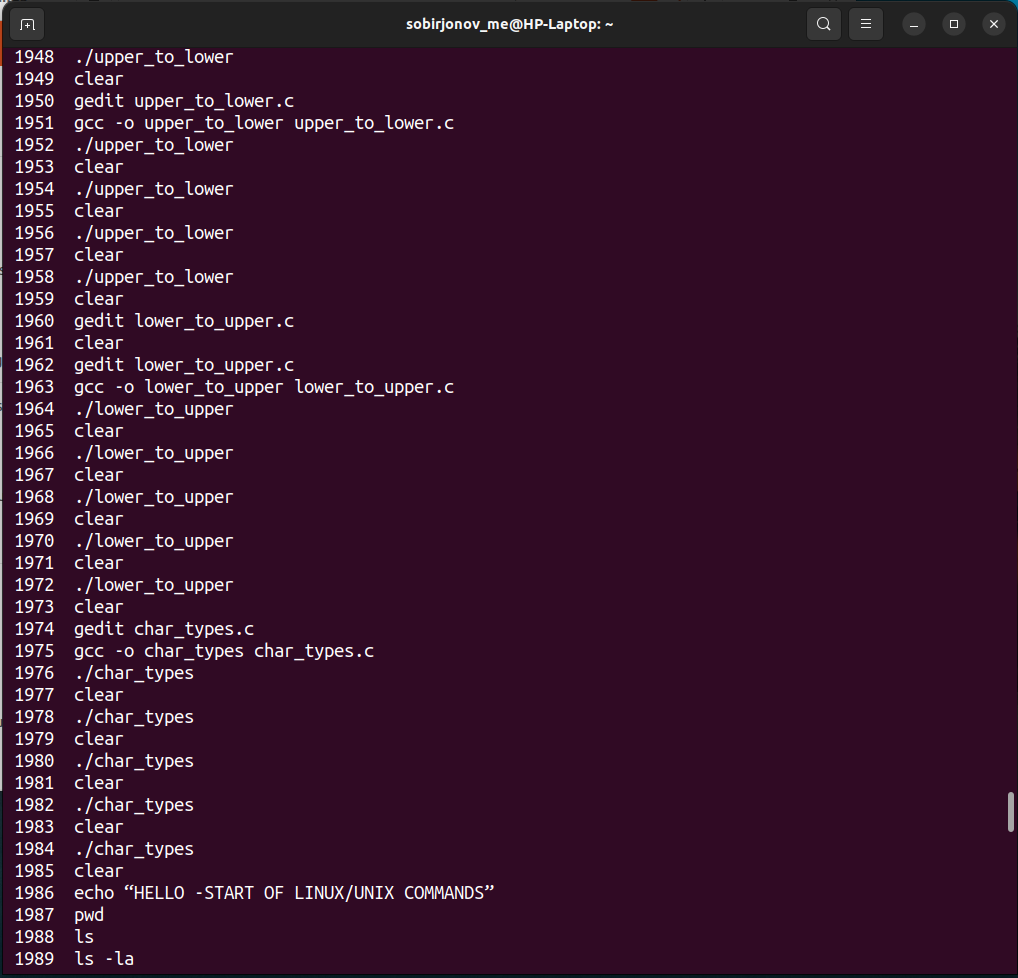 sobirjonov_me@HP-Laptop: ~
1948 ./upper_to_lower
1949 clear
1950 gedit upper_to_lower.c
1951 gcc -o upper_to_lower upper_to_lower.c
1952 ./upper_to_lower
1953 clear
1954 ./upper_to_lower
1955 clear
1956 ./upper_to_lower
1957 clear
1958 ./upper_to_lower
1959 clear
1960 gedit lower_to_upper.c
1961 clear
1962 gedit lower_to_upper.c
1963 gcc -o lower_to_upper lower_to_upper.c
1964 ./lower_to_upper
1965 clear
1966 ./lower_to_upper
1967 clear
1968 ./lower_to_upper
1969 clear
1970 ./lower_to_upper
1971 clear
1972 ./lower_to_upper
1973 clear
1974 gedit char_types.c
1975 gcc -o char_types char_types.c
1976 ./char_types
1977 clear
1978 ./char_types
1979 clear
1980 ./char_types
1981 clear
1982 ./char_types
1983 clear
1984 ./char_types
1985 clear
1986 echo “HELLO -START OF LINUX/UNIX COMMANDS”
1987 pwd
1988 ls
1989 ls -la